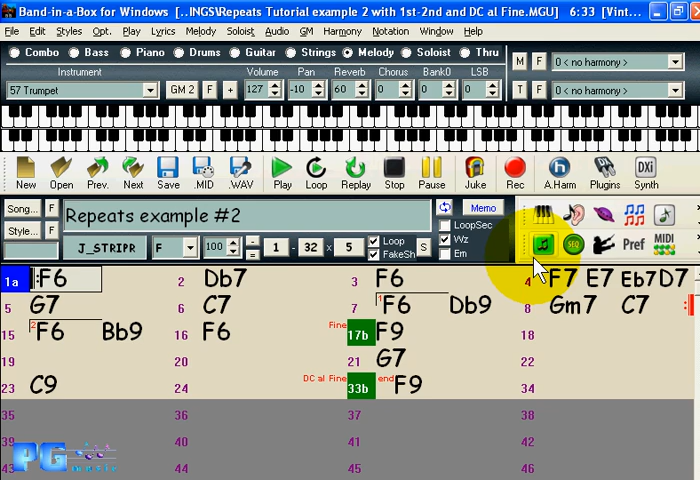 Band-in-a-Box for Windows [..INGS\Repeats Tutorial example 2 with 1st-2nd and DC al Fine.MGU] 6:33 [Vint...
File Edit Styles Opt. Play Lyrics Melody Soloist Audio GM Harmony Notation Window Help
Combo Bass Piano Drums Guitar Strings Melody Soloist Thru
Instrument Volume Pan Reverb Chorus Bank0 LSB M F 0 < no harmony >
57 Trumpet GM 2 F + 127 -10 60 0 0 0 T F 0 < no harmony >
New Open Prev. Next Save .MID .WAV Play Loop Replay Stop Pause Juke Rec A.Harm Plugins Synth
Song... F Repeats example #2 Memo LoopSec
Style... F J_STRIPR F 100 - = 1 - 32 x 5 Loop FakeSh S Wz Em SEQ Pref MIDI
1a F6 2 Db7 3 F6 4 F7 E7 Eb7D7
5 G7 6 C7 7 1 F6 Db9 8 Gm7 C7
15 2 F6 Bb9 16 F6 Fine 17b F9 18
21 G7 22
23 C9 24 DC al Fine 33b end F9 34
35 36 37 38
39 40 41 42
43 44 45 46
PG music